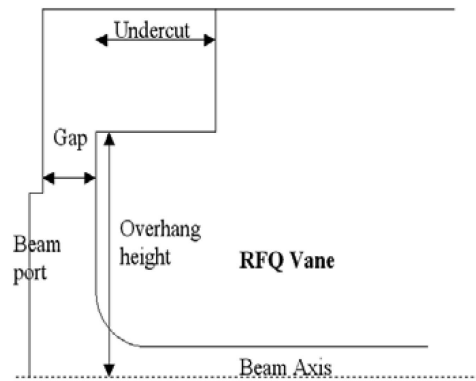 Undercut
Gap
Overhang
height
Beam
port
RFQ Vane
Beam Axis